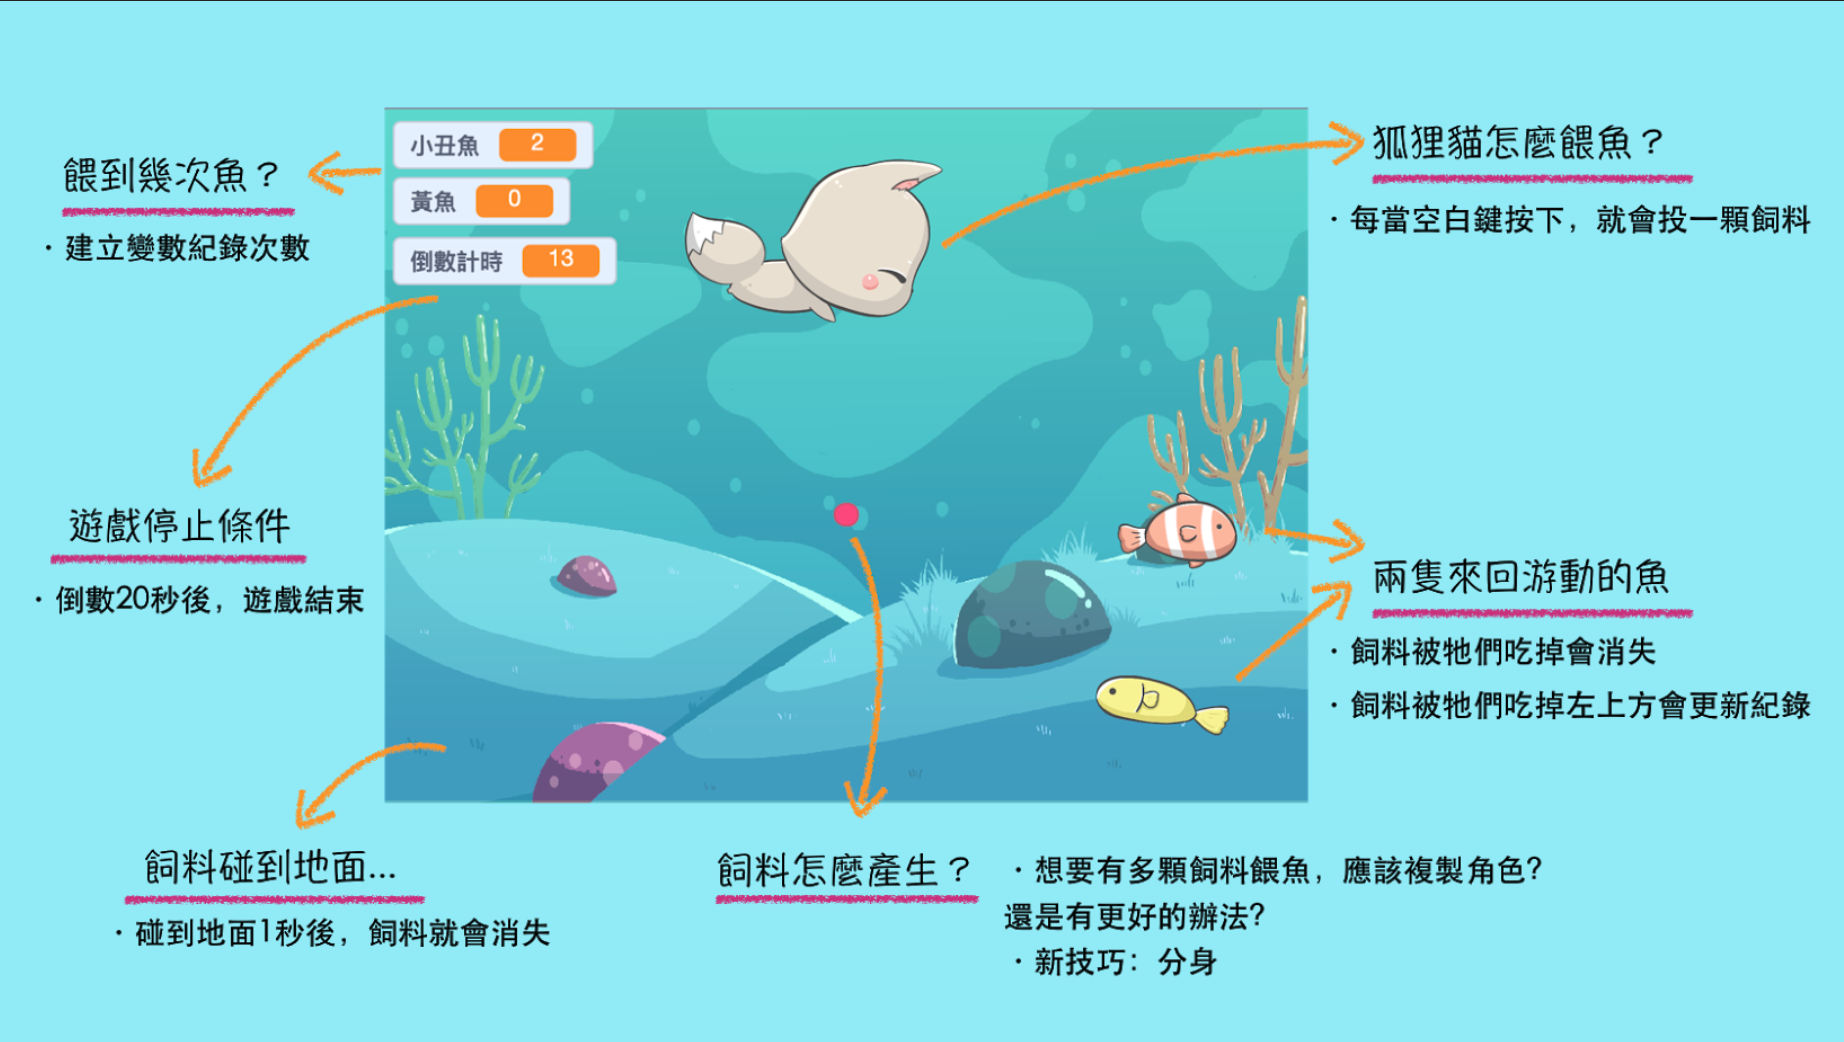 小丑魚 2
黃魚 0
倒數計時 13
餵到幾次魚？
・建立變數紀錄次數
狐狸貓怎麼餵魚？
・每當空白鍵按下，就會投一顆飼料
遊戲停止條件
・倒數20秒後，遊戲結束
兩隻來回游動的魚
・飼料被牠們吃掉會消失
・飼料被牠們吃掉左上方會更新紀錄
飼料碰到地面...
・碰到地面1秒後，飼料就會消失
飼料怎麼產生？
・想要有多顆飼料餵魚，應該複製角色?
還是有更好的辦法?
・新技巧：分身